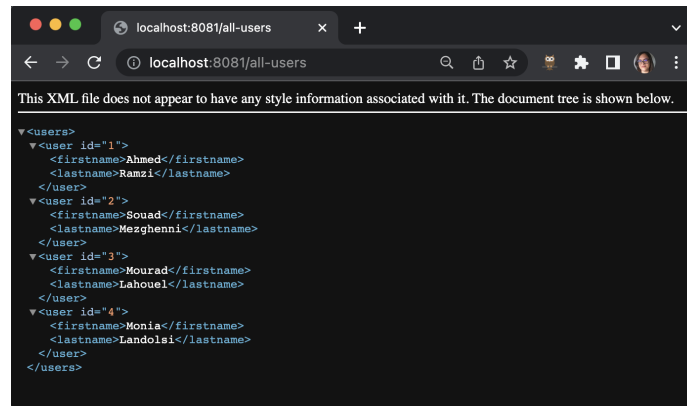 localhost:8081/all-users
localhost:8081/all-users
This XML file does not appear to have any style information associated with it. The document tree is shown below.
▼<users>
▼<user id="1">
<firstname>Ahmed</firstname>
<lastname>Ramzi</lastname>
</user>
▼<user id="2">
<firstname>Souad</firstname>
<lastname>Mezghenni</lastname>
</user>
▼<user id="3">
<firstname>Mourad</firstname>
<lastname>Lahouel</lastname>
</user>
▼<user id="4">
<firstname>Monia</firstname>
<lastname>Landolsi</lastname>
</user>
</users>